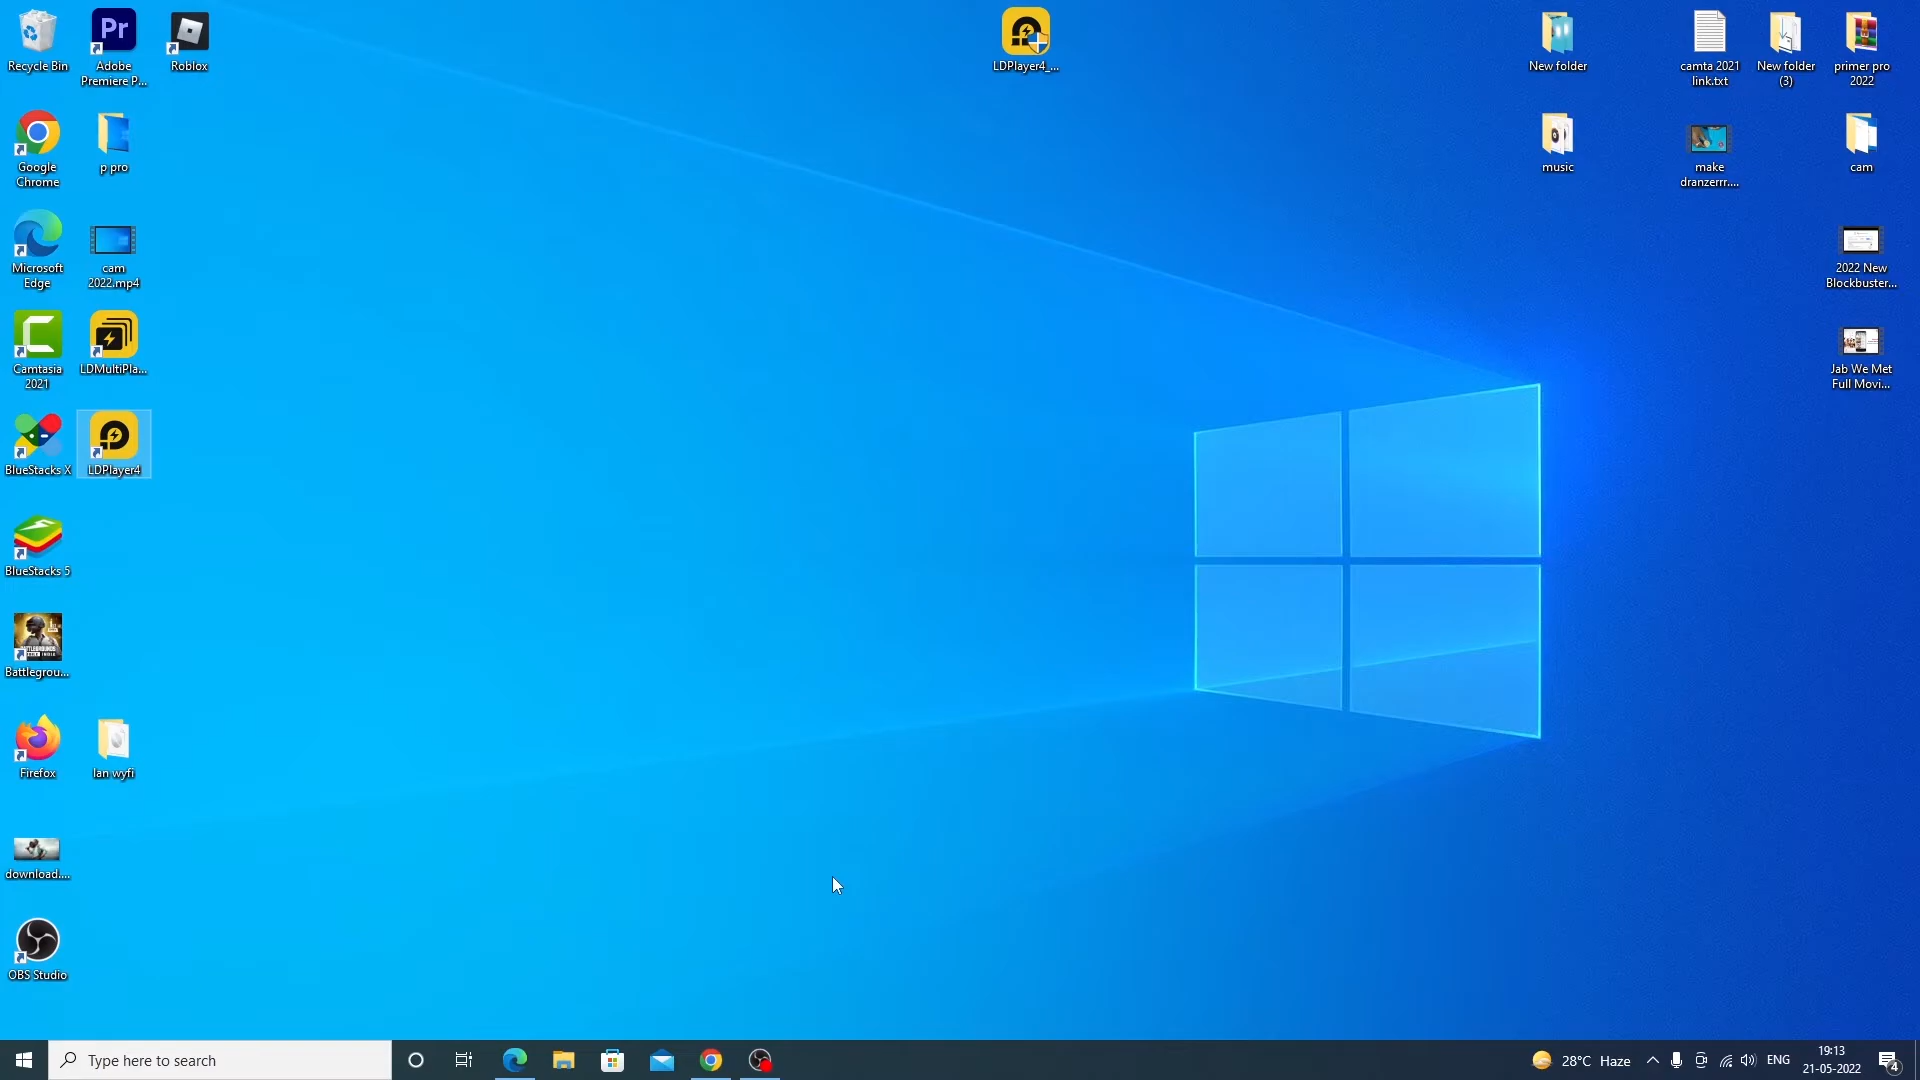 Recycle Bin
Pr
Adobe
Premiere P...
Roblox
LDPlayer4_...
New folder
camta 2021
link.txt
New folder
(3)
primer pro
2022
Google
Chrome
p pro
music
make
dranzerrr....
cam
Microsoft
Edge
cam
2022.mp4
2022 New
Blockbuster...
Camtasia
2021
LDMultiPla...
Jab We Met
Full Movi...
BlueStacks X
LDPlayer4
BlueStacks 5
Battlegrou...
Firefox
lan wyfi
download....
OBS Studio
Type here to search
28°C Haze
ENG
19:13
21-05-2022
4